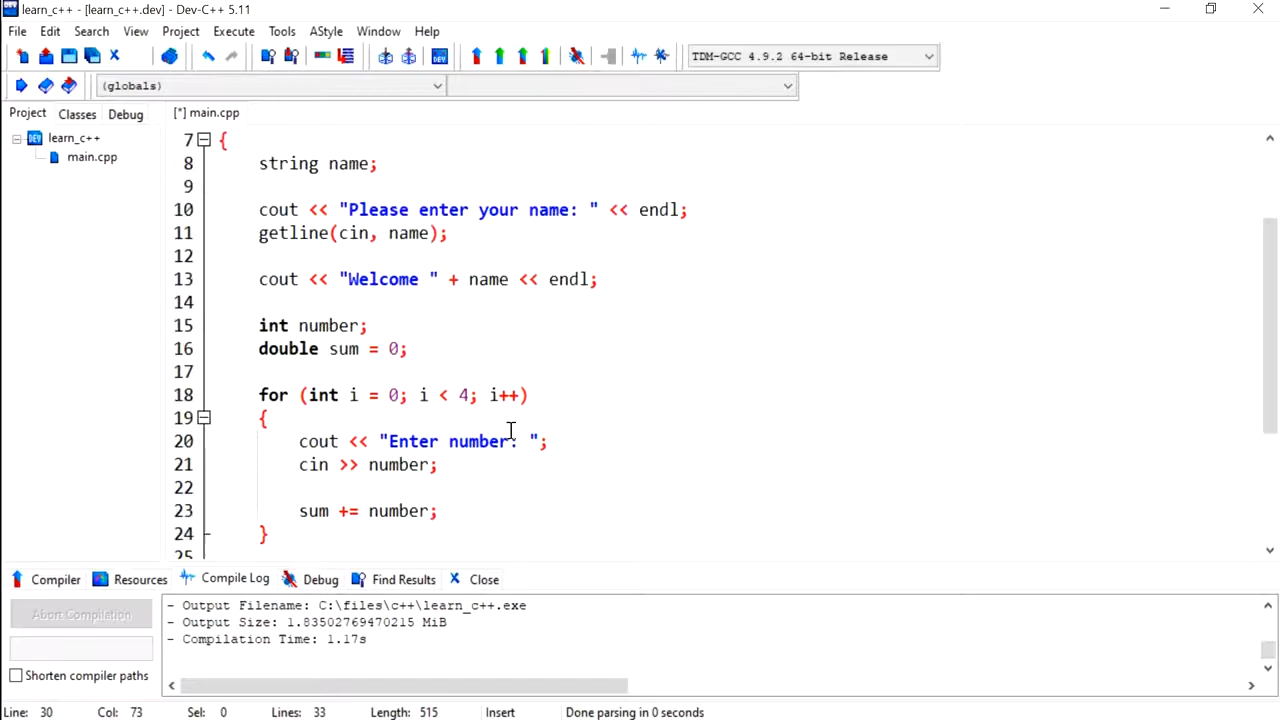 learn_c++ - [learn_c++.dev] - Dev-C++ 5.11
File Edit Search View Project Execute Tools AStyle Window Help
TDM-GCC 4.9.2 64-bit Release
(globals)
Project Classes Debug
[*] main.cpp
learn_c++
main.cpp
7 {
8 string name;
9
10 cout << "Please enter your name: " << endl;
11 getline(cin, name);
12
13 cout << "Welcome " + name << endl;
14
15 int number;
16 double sum = 0;
17
18 for (int i = 0; i < 4; i++)
19 {
20 cout << "Enter number: ";
21 cin >> number;
22
23 sum += number;
24 }
25
Compiler Resources Compile Log Debug Find Results Close
Abort Compilation
Shorten compiler paths
- Output Filename: C:\files\c++\learn_c++.exe
- Output Size: 1.83502769470215 MiB
- Compilation Time: 1.17s
Line: 30 Col: 73 Sel: 0 Lines: 33 Length: 515 Insert Done parsing in 0 seconds